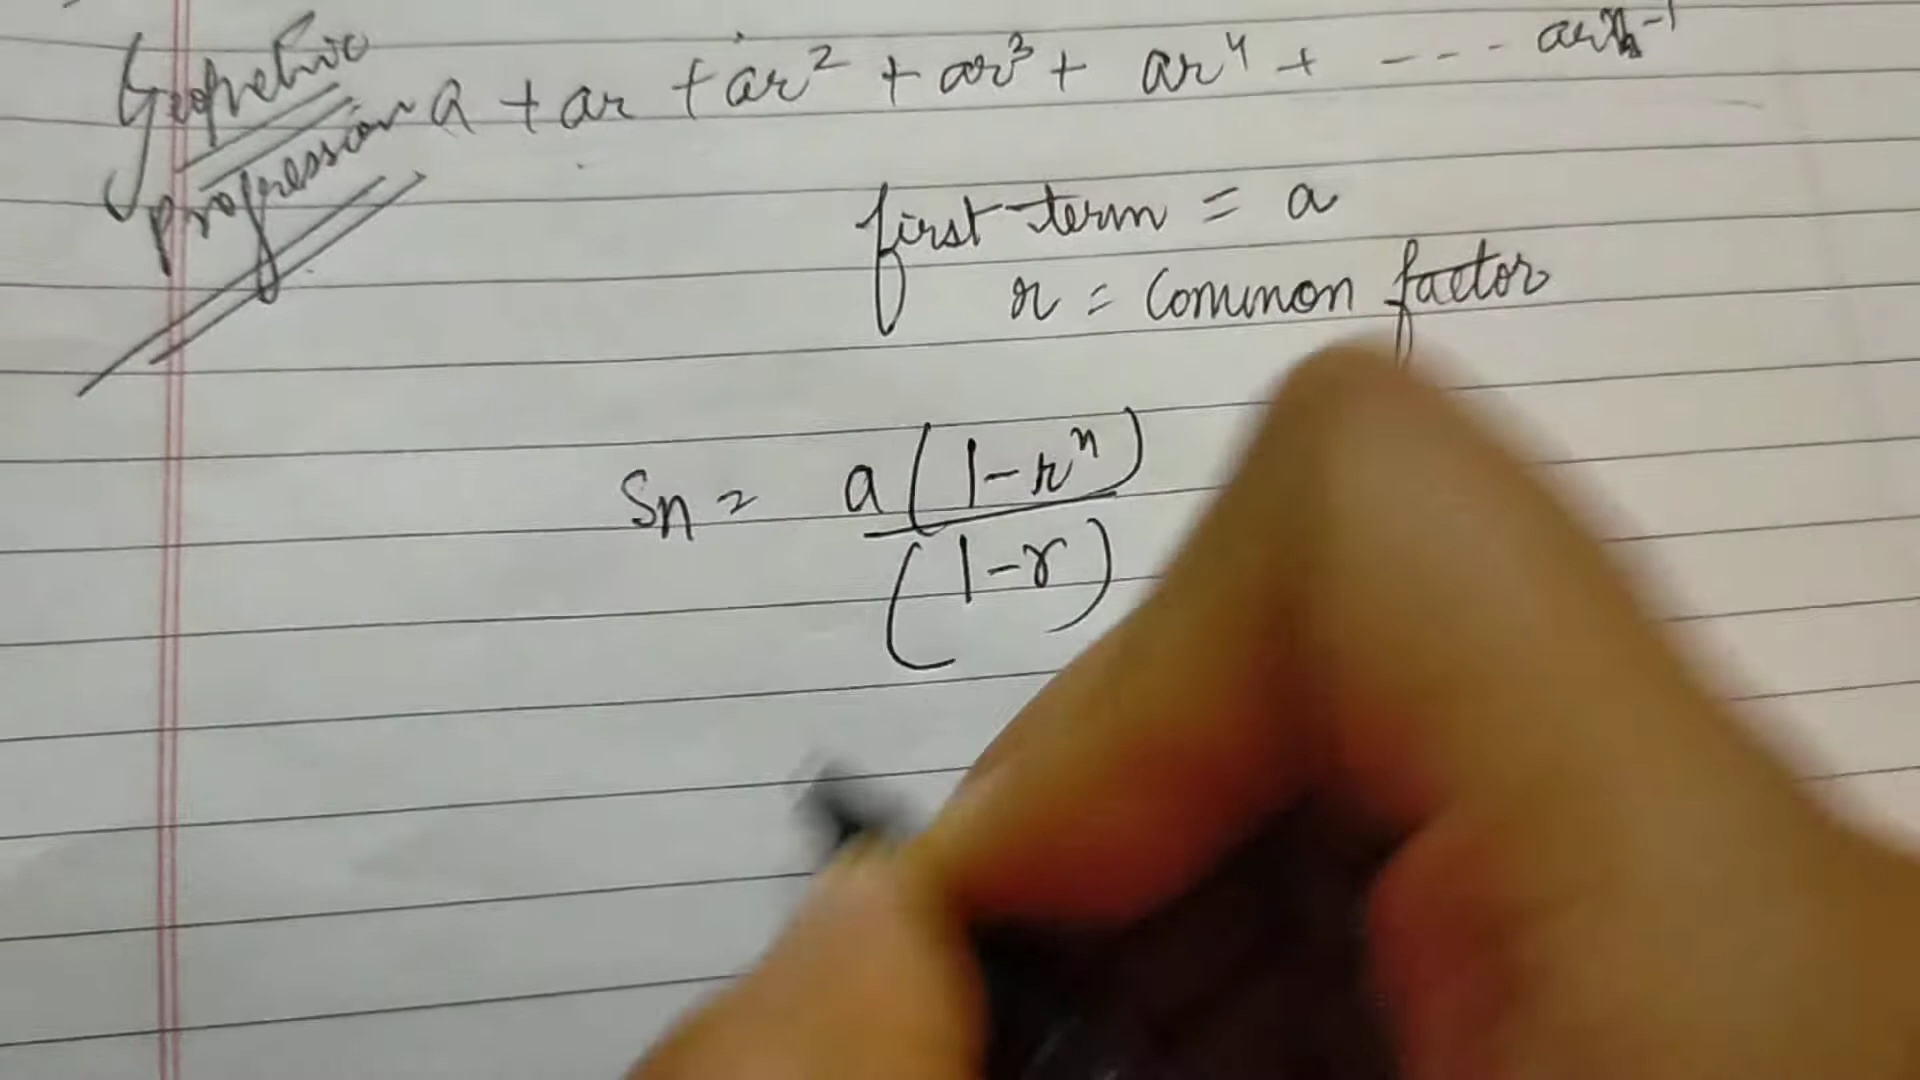 Geometric
progression a + ar + ar² + ar³ + ar⁴ + ---- arⁿ⁻¹
first term = a
r = Common factor
Sn = a(1-rⁿ)
(1-r)